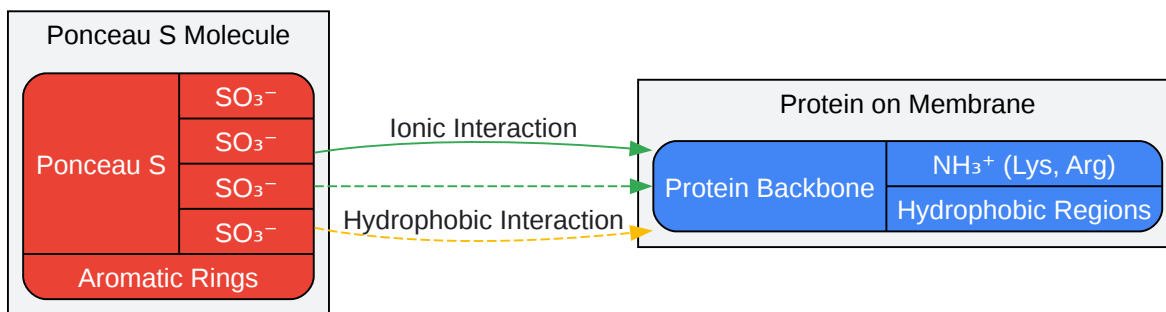 Ponceau S Molecule
Ponceau S
SO₃⁻
SO₃⁻
SO₃⁻
SO₃⁻
Aromatic Rings
Ionic Interaction
Hydrophobic Interaction
Protein on Membrane
Protein Backbone
NH₃⁺ (Lys, Arg)
Hydrophobic Regions